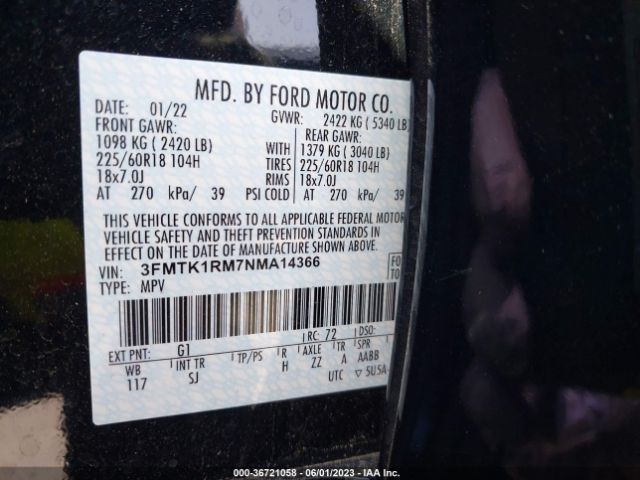 MFD. BY FORD MOTOR CO.
DATE: 01/22 GVWR: 2422 KG ( 5340 LB)
FRONT GAWR: REAR GAWR:
1098 KG ( 2420 LB) WITH 1379 KG ( 3040 LB)
225/60R18 104H TIRES 225/60R18 104H
18x7.0J RIMS 18x7.0J
AT 270 kPa/ 39 PSI COLD AT 270 kPa/ 39
THIS VEHICLE CONFORMS TO ALL APPLICABLE FEDERAL MOTOR
VEHICLE SAFETY AND THEFT PREVENTION STANDARDS IN
EFFECT ON THE DATE OF MANUFACTURE SHOWN ABOVE.
VIN: 3FMTK1RM7NMA14366 FO
TYPE: MPV TO
EXT PNT: G1 RC: 72 DSO:
WB INT TR TP/PS R AXLE TR SPR
117 SJ H ZZ A AABB
UTC ▽ 5U5A-
000-36721058 - 06/01/2023 - IAA Inc.